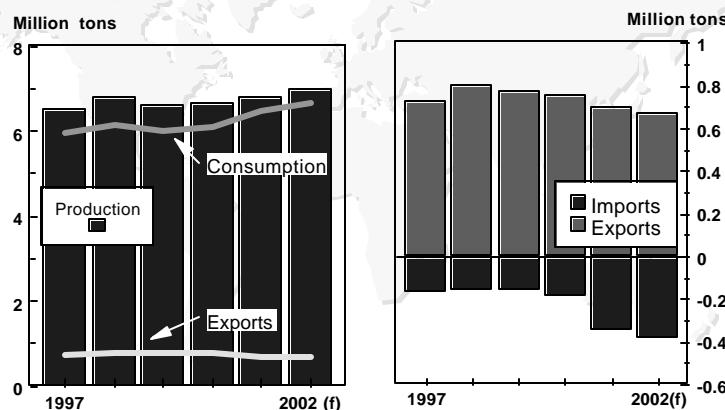 Million tons
8
6
4
2
0
Consumption
Production
Exports
1997 2002 (f)
Million tons
1
0.8
0.6
0.4
0.2
0
-0.2
-0.4
-0.6
Imports
Exports
1997 2002(f)